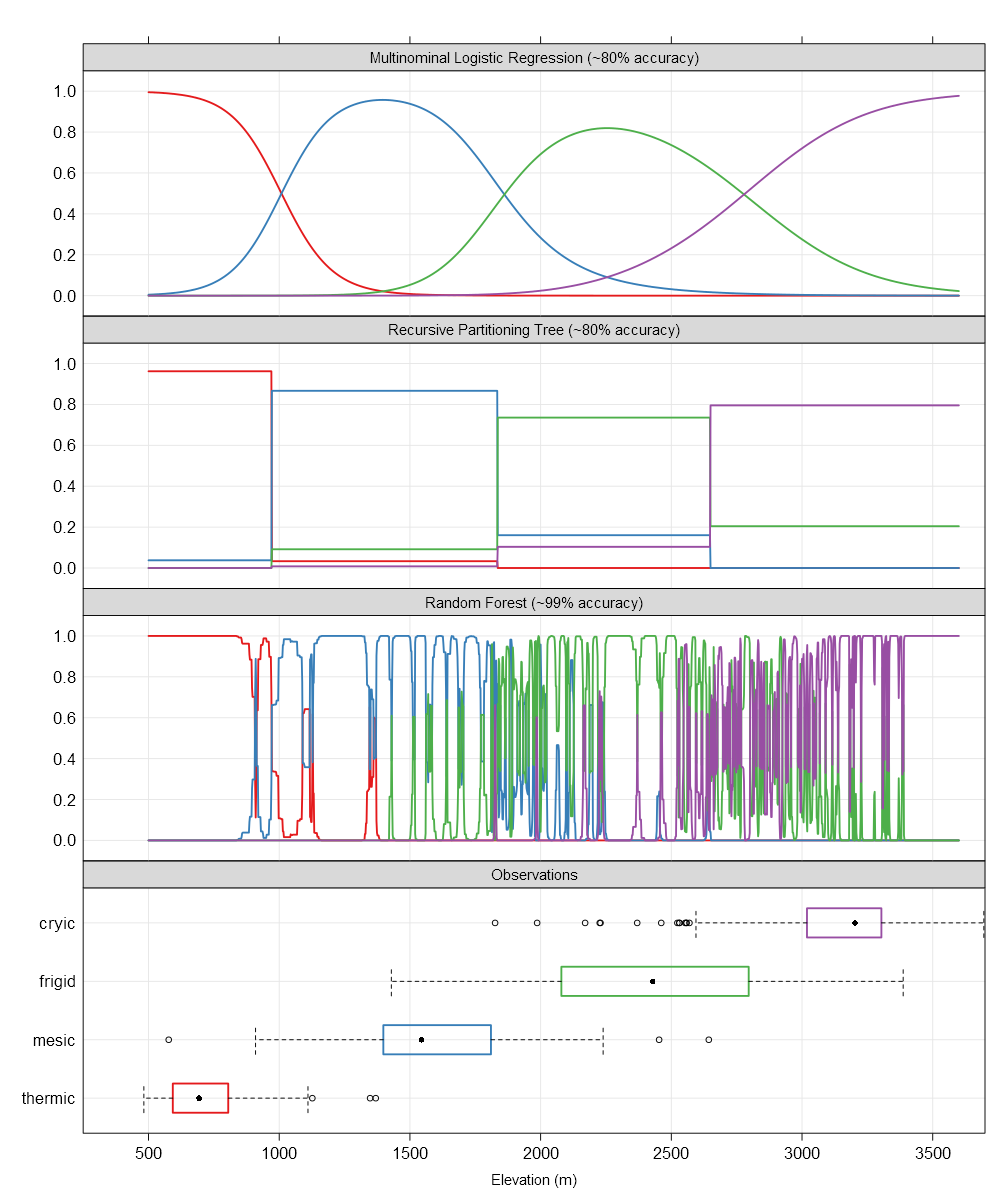 Multinominal Logistic Regression (~80% accuracy)
1.0
0.8
0.6
0.4
0.2
0.0
Recursive Partitioning Tree (~80% accuracy)
1.0
0.8
0.6
0.4
0.2
0.0
Random Forest (~99% accuracy)
1.0
0.8
0.6
0.4
0.2
0.0
Observations
cryic
frigid
mesic
thermic
500 1000 1500 2000 2500 3000 3500
Elevation (m)